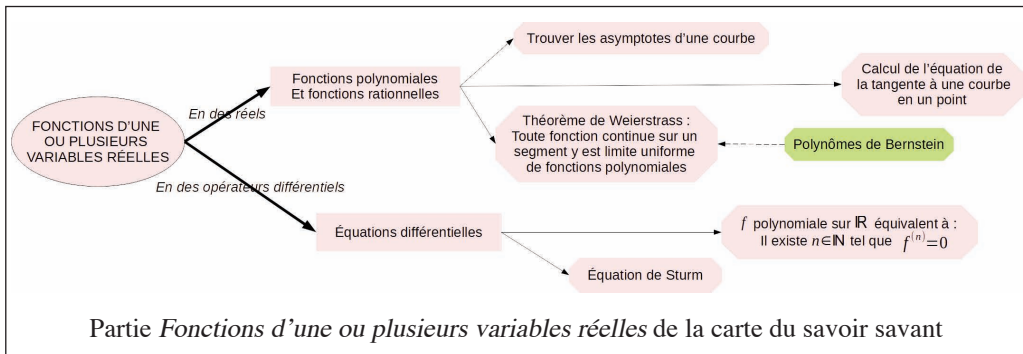 FONCTIONS D'UNE
OU PLUSIEURS
VARIABLES RÉELLES
En des réels
En des opérateurs différentiels
Fonctions polynomiales
Et fonctions rationnelles
Trouver les asymptotes d'une courbe
Calcul de l'équation de
la tangente à une courbe
en un point
Théorème de Weierstrass :
Toute fonction continue sur un
segment y est limite uniforme
de fonctions polynomiales
Polynômes de Bernstein
Équations différentielles
f polynomiale sur ℝ équivalent à :
Il existe n∈ℕ tel que f⁽ⁿ⁾=0
Équation de Sturm
Partie Fonctions d'une ou plusieurs variables réelles de la carte du savoir savant